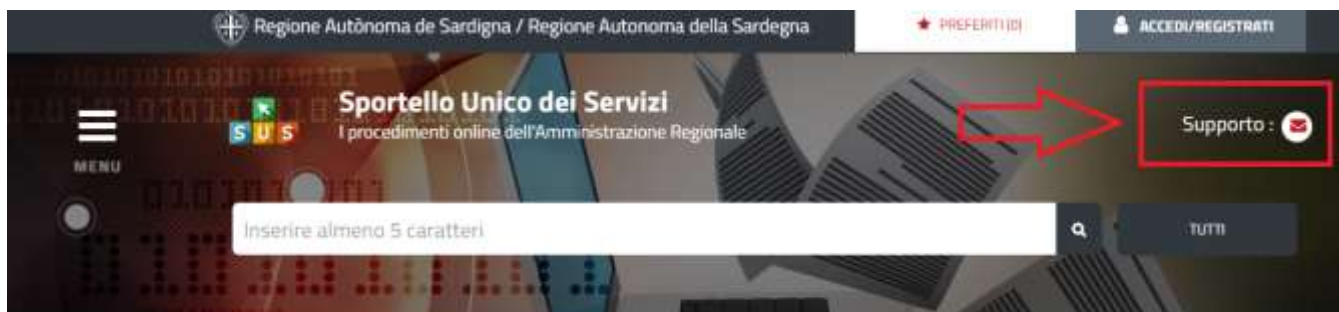 Regione Autònoma de Sardigna / Regione Autonoma della Sardegna
PREFERITI (0)
ACCEDI/REGISTRATI
MENU
SUS
Sportello Unico dei Servizi
I procedimenti online dell'Amministrazione Regionale
Supporto :
Inserire almeno 5 caratteri
TUTTI